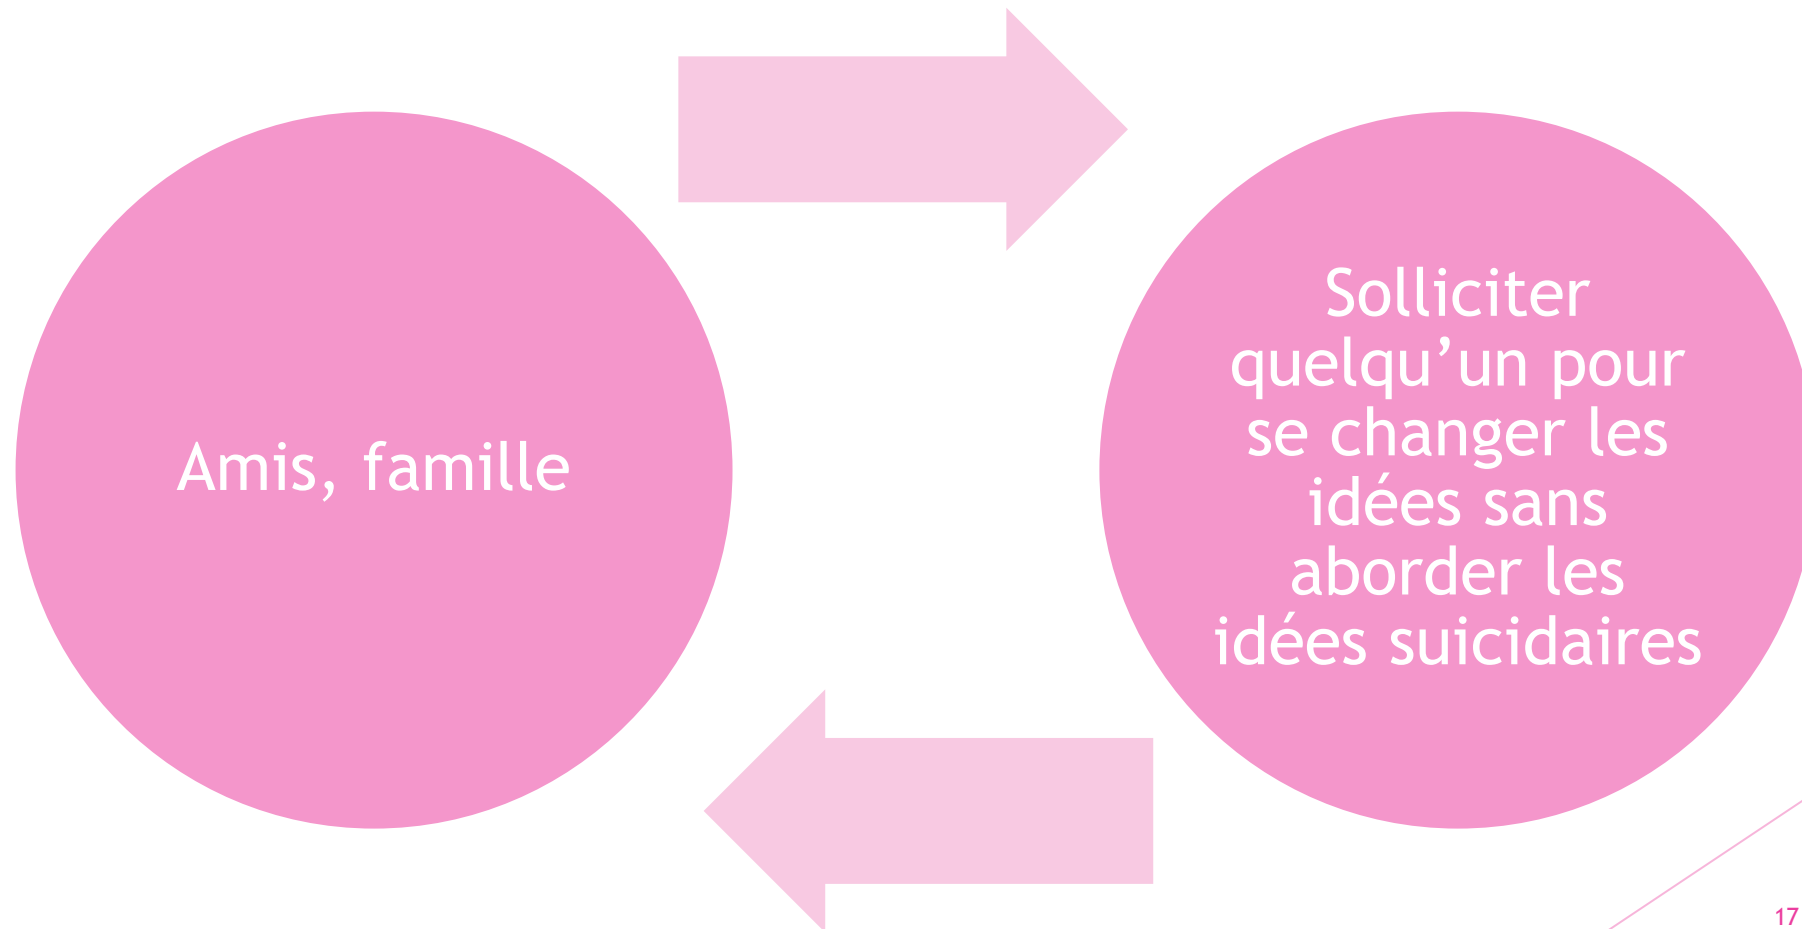 Amis, famille
Solliciter
quelqu’un pour
se changer les
idées sans
aborder les
idées suicidaires
17